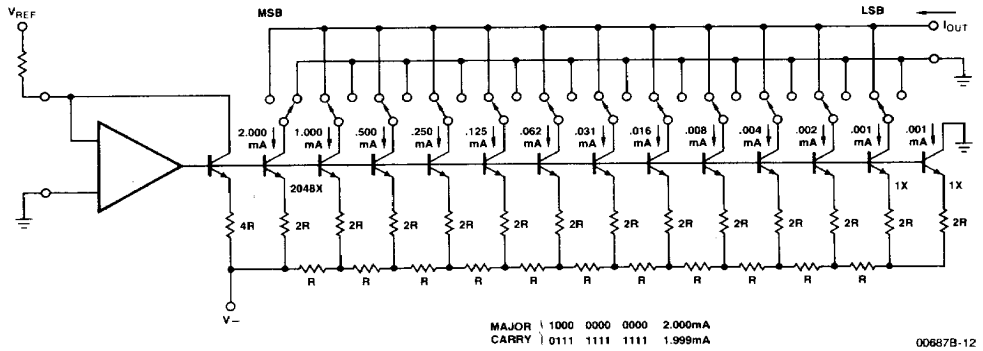 VREF
MSB
LSB
IOUT
2.000 mA
1.000 mA
.500 mA
.250 mA
.125 mA
.062 mA
.031 mA
.016 mA
.008 mA
.004 mA
.002 mA
.001 mA
.001 mA
2048X
1X
1X
4R
2R
2R
2R
2R
2R
2R
2R
2R
2R
2R
2R
2R
2R
R
R
R
R
R
R
R
R
R
R
R
V–
MAJOR 1000 0000 0000 2.000mA
CARRY 0111 1111 1111 1.999mA
00687B-12